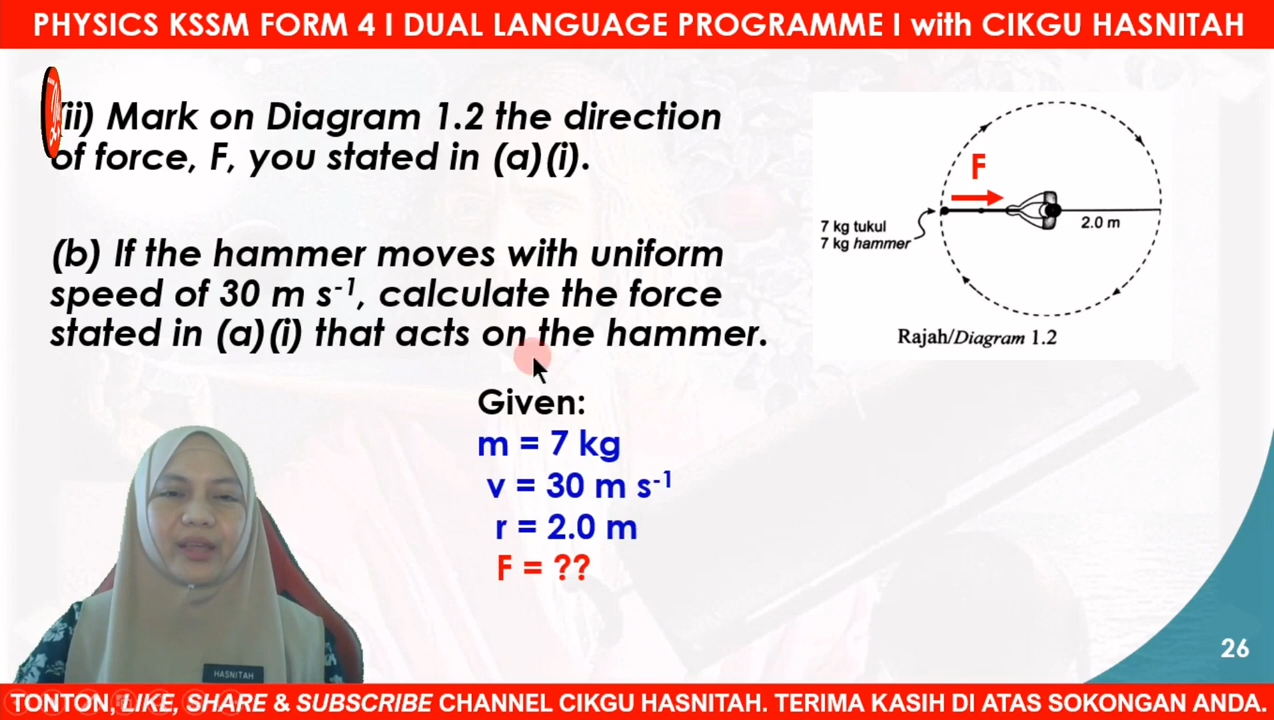 PHYSICS KSSM FORM 4 I DUAL LANGUAGE PROGRAMME I with CIKGU HASNITAH
(ii) Mark on Diagram 1.2 the direction
of force, F, you stated in (a)(i).
(b) If the hammer moves with uniform
speed of 30 m s⁻¹, calculate the force
stated in (a)(i) that acts on the hammer.
Given:
m = 7 kg
v = 30 m s⁻¹
r = 2.0 m
F = ??
F
7 kg tukul
7 kg hammer
2.0 m
Rajah/Diagram 1.2
HASNITAH
26
TONTON, LIKE, SHARE & SUBSCRIBE CHANNEL CIKGU HASNITAH. TERIMA KASIH DI ATAS SOKONGAN ANDA.